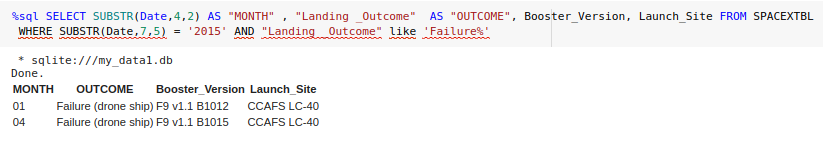 %sql SELECT SUBSTR(Date,4,2) AS "MONTH" , "Landing _Outcome"  AS "OUTCOME", Booster_Version, Launch_Site FROM SPACEXTBL
WHERE SUBSTR(Date,7,5) = '2015' AND "Landing _Outcome" like 'Failure%'
* sqlite:///my_data1.db
Done.
MONTH OUTCOME Booster_Version Launch_Site
01 Failure (drone ship) F9 v1.1 B1012 CCAFS LC-40
04 Failure (drone ship) F9 v1.1 B1015 CCAFS LC-40